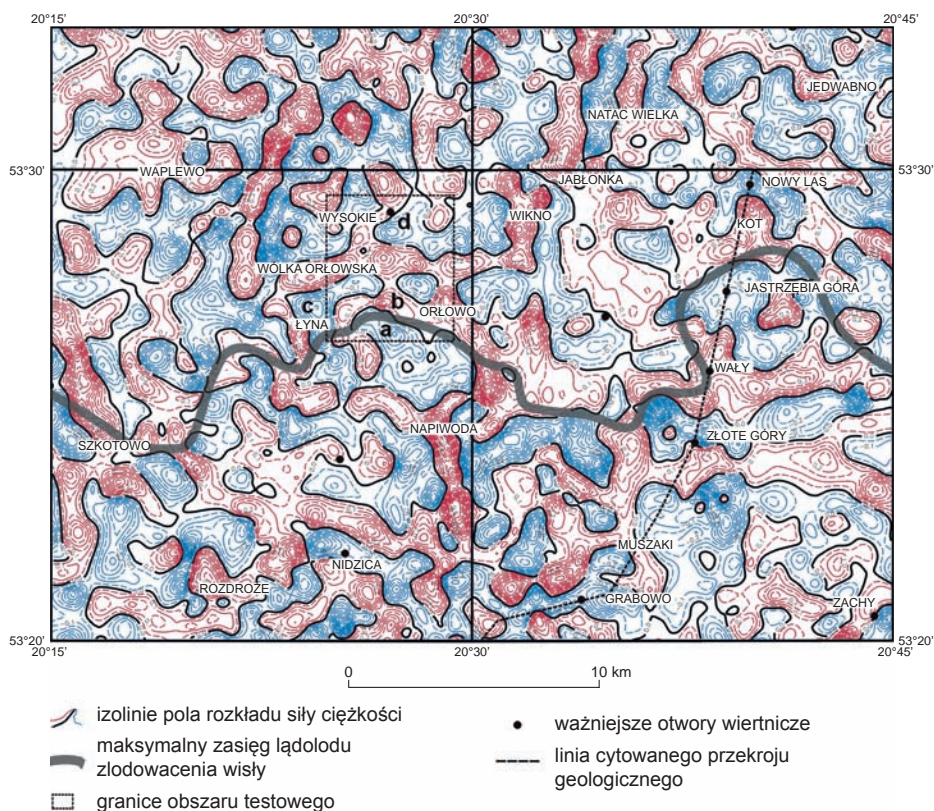 20°15' 20°30' 20°45'
JEDWABNO
NATAC WIELKA
53°30' 53°30'
WAPLEWO
JABŁONKA
NOWY LAS
WYSOKIE
d
WIKNO
KOT
WÓLKA ORŁOWSKA
JASTRZĘBIA GÓRA
c
b
ORŁOWO
ŁYNA
a
WAŁY
NAPIWODA
ZŁOTE GÓRY
SZKOTOWO
MUSZAKI
NIDZICA
ROZDROŻE
GRABOWO
ZACHY
53°20' 53°20'
20°15' 20°30' 20°45'
0 10 km
izolinie pola rozkładu siły ciężkości
maksymalny zasięg lądolodu
zlodowacenia wisły
granice obszaru testowego
ważniejsze otwory wiertnicze
linia cytowanego przekroju
geologicznego